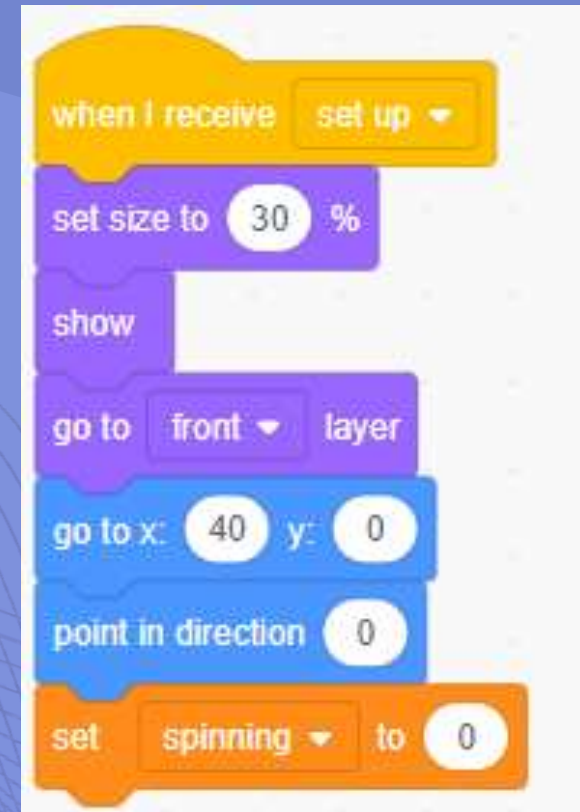 when I receive set up
set size to 30 %
show
go to front layer
go to x: 40 y: 0
point in direction 0
set spinning to 0